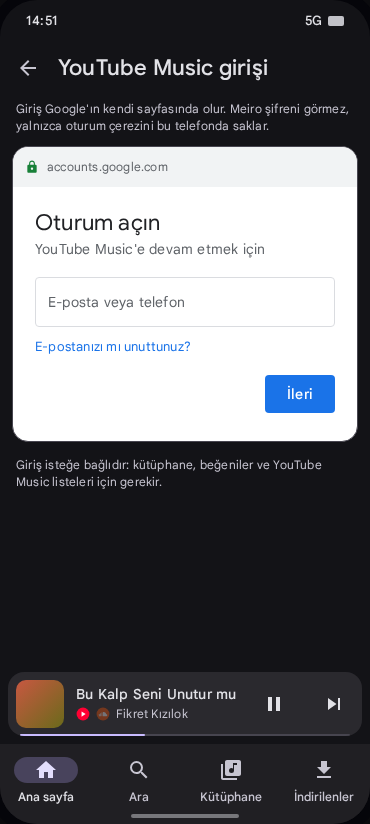 14:51
5G
YouTube Music girişi
Giriş Google'ın kendi sayfasında olur. Meiro şifreni görmez,
yalnızca oturum çerezini bu telefonda saklar.
accounts.google.com
Oturum açın
YouTube Music'e devam etmek için
E-posta veya telefon
E-postanızı mı unuttunuz?
İleri
Giriş isteğe bağlıdır: kütüphane, beğeniler ve YouTube
Music listeleri için gerekir.
Bu Kalp Seni Unutur mu
Fikret Kızılok
Ana sayfa
Ara
Kütüphane
İndirilenler